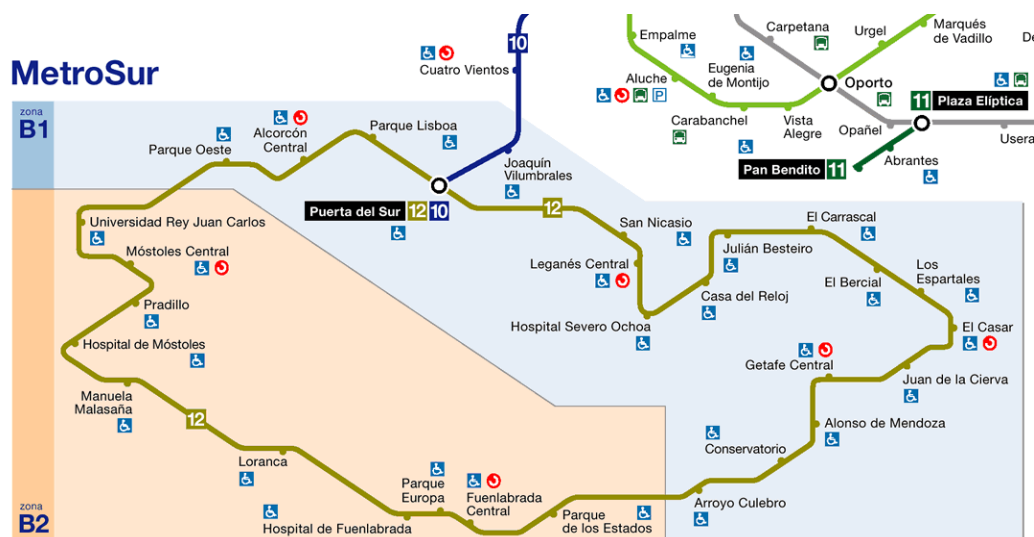 MetroSur
zona
B1
10
Cuatro Vientos
Empalme
Aluche
P
Eugenia
de Montijo
Carabanchel
Vista
Alegre
Carpetana
Urgel
Marqués
de Vadillo
De
Oporto
Opañel
11 Plaza Elíptica
Usera
Abrantes
Pan Bendito 11
Parque Oeste
Alcorcón
Central
Parque Lisboa
Joaquín
Vilumbrales
Puerta del Sur 12 10
12
San Nicasio
Leganés Central
Hospital Severo Ochoa
Casa del Reloj
Julián Besteiro
El Carrascal
El Bercial
Los
Espartales
El Casar
Juan de la Cierva
Getafe Central
Alonso de Mendoza
Conservatorio
Arroyo Culebro
Universidad Rey Juan Carlos
Móstoles Central
Pradillo
Hospital de Móstoles
Manuela
Malasaña
12
Loranca
Hospital de Fuenlabrada
Parque
Europa
Fuenlabrada
Central
Parque
de los Estados
zona
B2